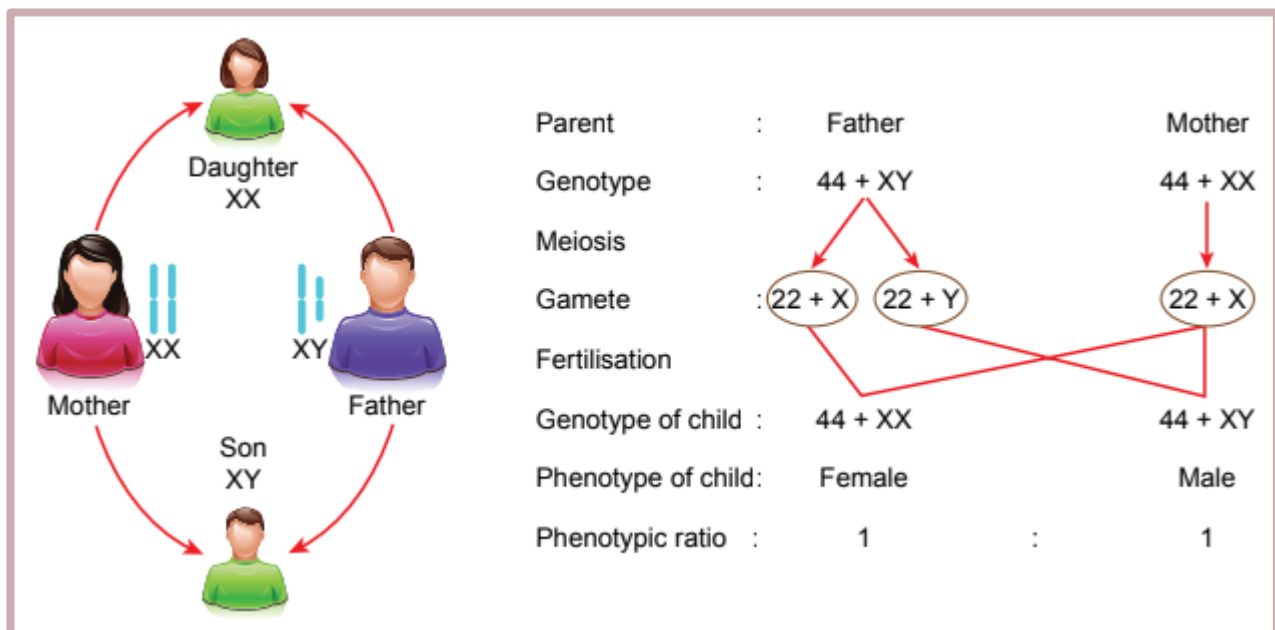 Daughter
XX
XX
Mother
XY
Father
Son
XY
Parent : Father Mother
Genotype : 44 + XY 44 + XX
Meiosis
Gamete : 22 + X 22 + Y 22 + X
Fertilisation
Genotype of child : 44 + XX 44 + XY
Phenotype of child: Female Male
Phenotypic ratio : 1 : 1